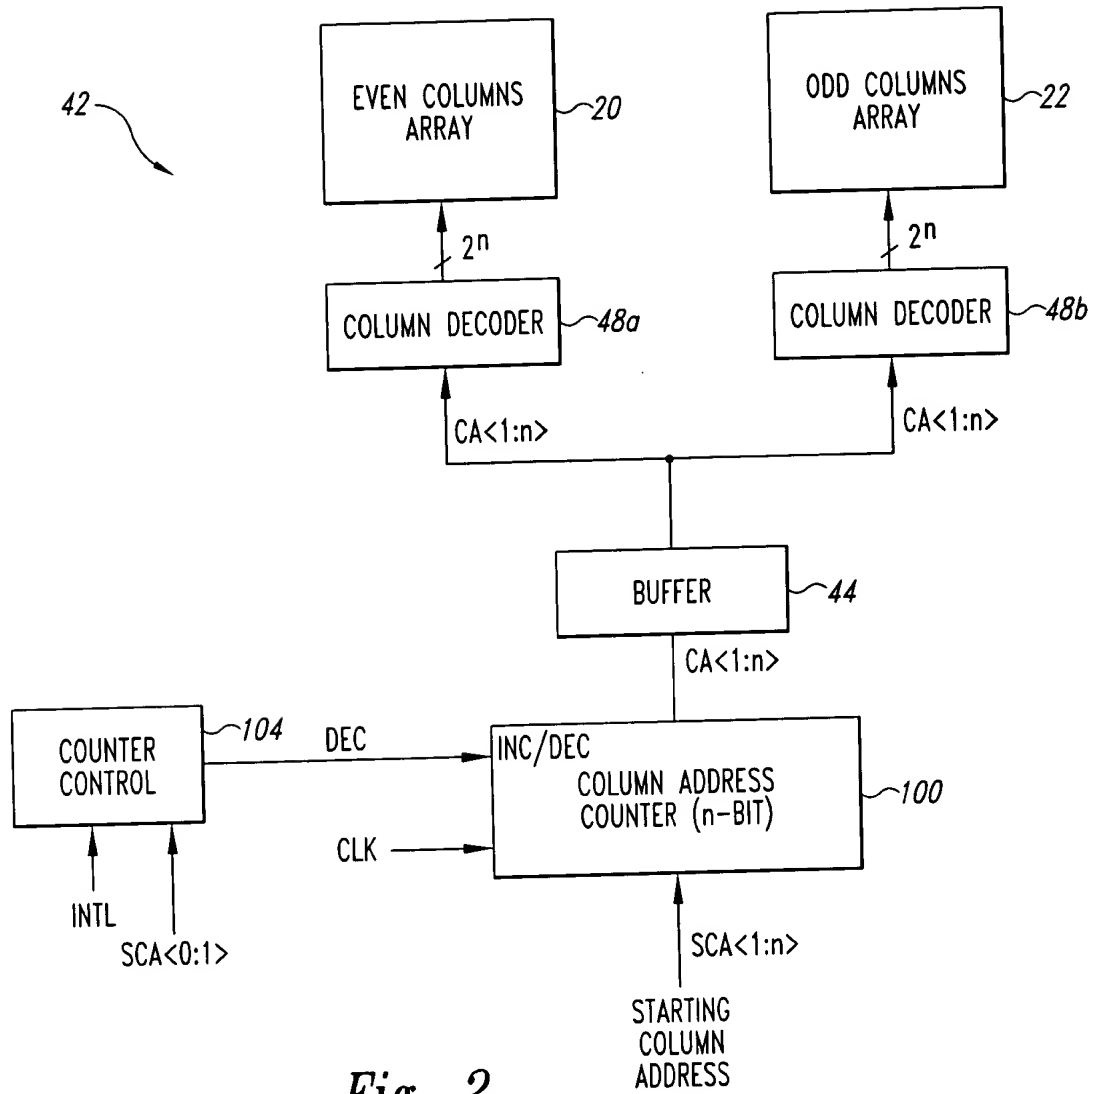 EVEN COLUMNS
ARRAY
20
ODD COLUMNS
ARRAY
22
42
2ⁿ
2ⁿ
COLUMN DECODER
48a
COLUMN DECODER
48b
CA<1:n>
CA<1:n>
BUFFER
44
CA<1:n>
COUNTER
CONTROL
104
DEC
INC/DEC
COLUMN ADDRESS
COUNTER (n-BIT)
100
CLK
INTL
SCA<0:1>
SCA<1:n>
STARTING
COLUMN
ADDRESS
Fig. 2